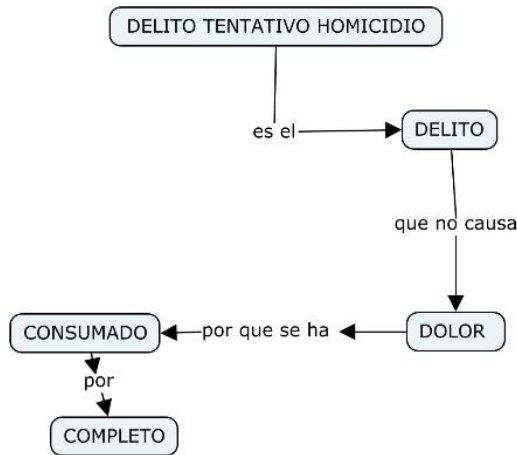 DELITO TENTATIVO HOMICIDIO
es el
DELITO
que no causa
DOLOR
por que se ha
CONSUMADO
por
COMPLETO